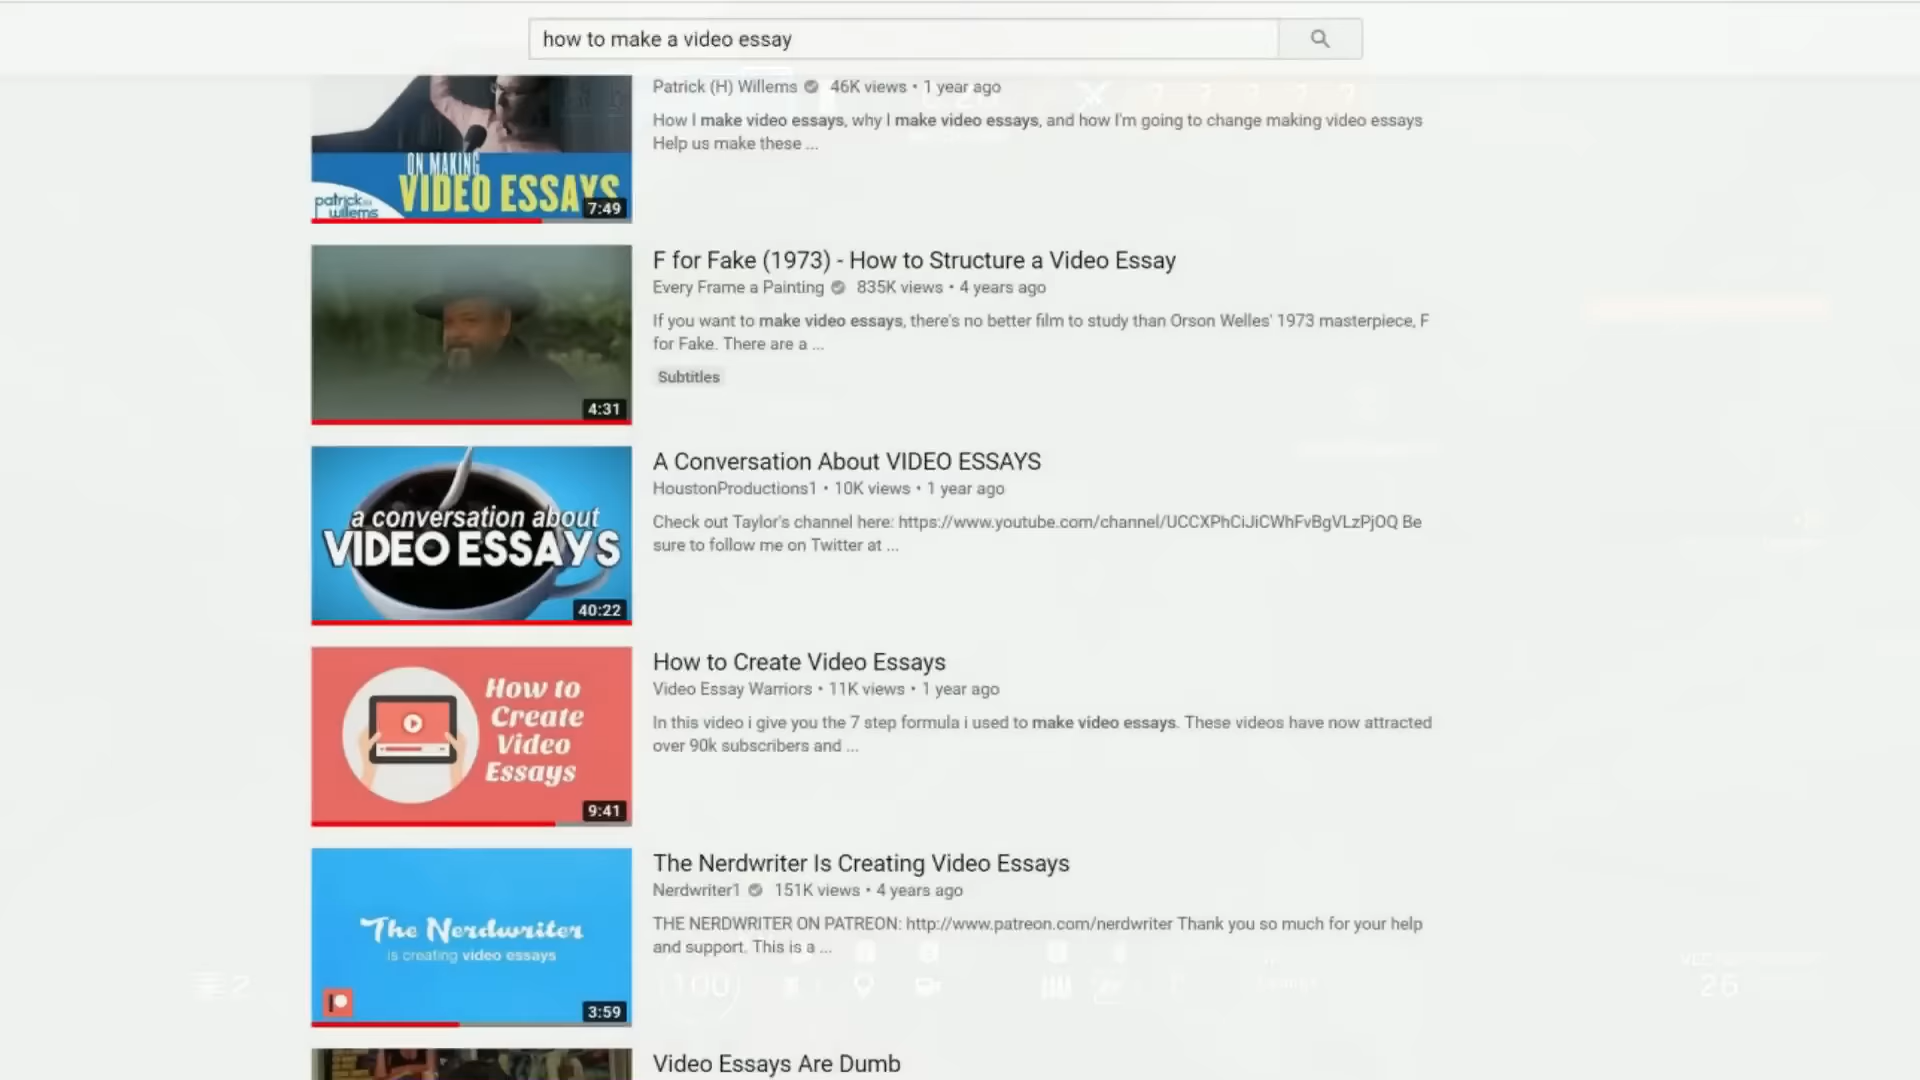 how to make a video essay
Patrick (H) Willems 46K views • 1 year ago
How I make video essays, why I make video essays, and how I'm going to change making video essays
Help us make these ...
ON MAKING
VIDEO ESSAYS
patrick
willems
7:49
F for Fake (1973) - How to Structure a Video Essay
Every Frame a Painting 835K views • 4 years ago
If you want to make video essays, there's no better film to study than Orson Welles' 1973 masterpiece, F
for Fake. There are a ...
Subtitles
4:31
A Conversation About VIDEO ESSAYS
HoustonProductions1 • 10K views • 1 year ago
Check out Taylor's channel here: https://www.youtube.com/channel/UCCXPhCiJiCWhFvBgVLzPjOQ Be
sure to follow me on Twitter at ...
a conversation about
VIDEO ESSAYS
40:22
How to Create Video Essays
Video Essay Warriors • 11K views • 1 year ago
In this video i give you the 7 step formula i used to make video essays. These videos have now attracted
over 90k subscribers and ...
How to
Create
Video
Essays
9:41
The Nerdwriter Is Creating Video Essays
Nerdwriter1 151K views • 4 years ago
THE NERDWRITER ON PATREON: http://www.patreon.com/nerdwriter Thank you so much for your help
and support. This is a ...
The Nerdwriter
is creating video essays
3:59
2
100
26
Video Essays Are Dumb